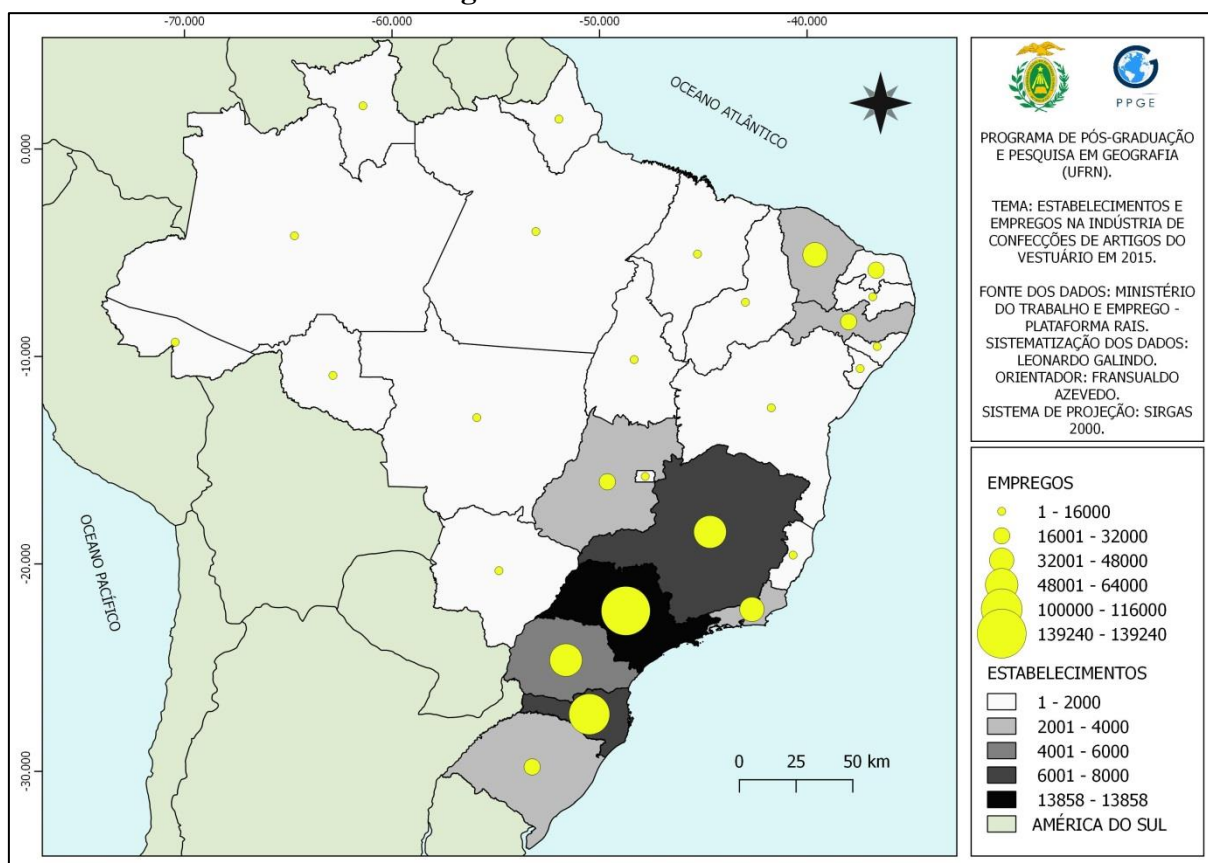 -70.000
-60.000
-50.000
-40.000
0.000
-10.000
-20.000
-30.000
OCEANO ATLÂNTICO
OCEANO PACÍFICO
0 25 50 km
PPGE
PROGRAMA DE PÓS-GRADUAÇÃO
E PESQUISA EM GEOGRAFIA
(UFRN).
TEMA: ESTABELECIMENTOS E
EMPREGOS NA INDÚSTRIA DE
CONFECÇÕES DE ARTIGOS DO
VESTUÁRIO EM 2015.
FONTE DOS DADOS: MINISTÉRIO
DO TRABALHO E EMPREGO -
PLATAFORMA RAIS.
SISTEMATIZAÇÃO DOS DADOS:
LEONARDO GALINDO.
ORIENTADOR: FRANSUALDO
AZEVEDO.
SISTEMA DE PROJEÇÃO: SIRGAS
2000.
EMPREGOS
1 - 16000
16001 - 32000
32001 - 48000
48001 - 64000
100000 - 116000
139240 - 139240
ESTABELECIMENTOS
1 - 2000
2001 - 4000
4001 - 6000
6001 - 8000
13858 - 13858
AMÉRICA DO SUL